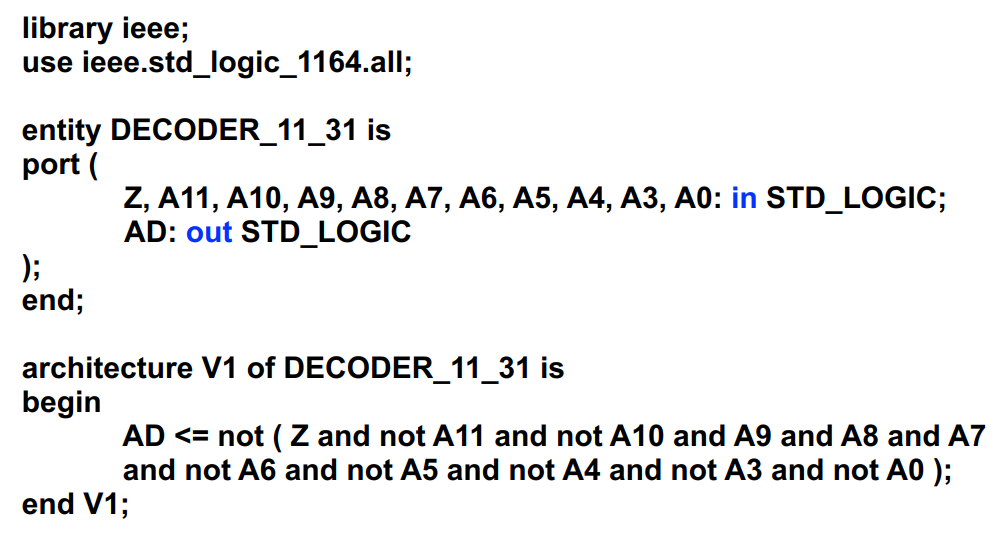 library ieee;
use ieee.std_logic_1164.all;
entity DECODER_11_31 is
port (
Z, A11, A10, A9, A8, A7, A6, A5, A4, A3, A0: in STD_LOGIC;
AD: out STD_LOGIC
);
end;
architecture V1 of DECODER_11_31 is
begin
AD <= not ( Z and not A11 and not A10 and A9 and A8 and A7
and not A6 and not A5 and not A4 and not A3 and not A0 );
end V1;